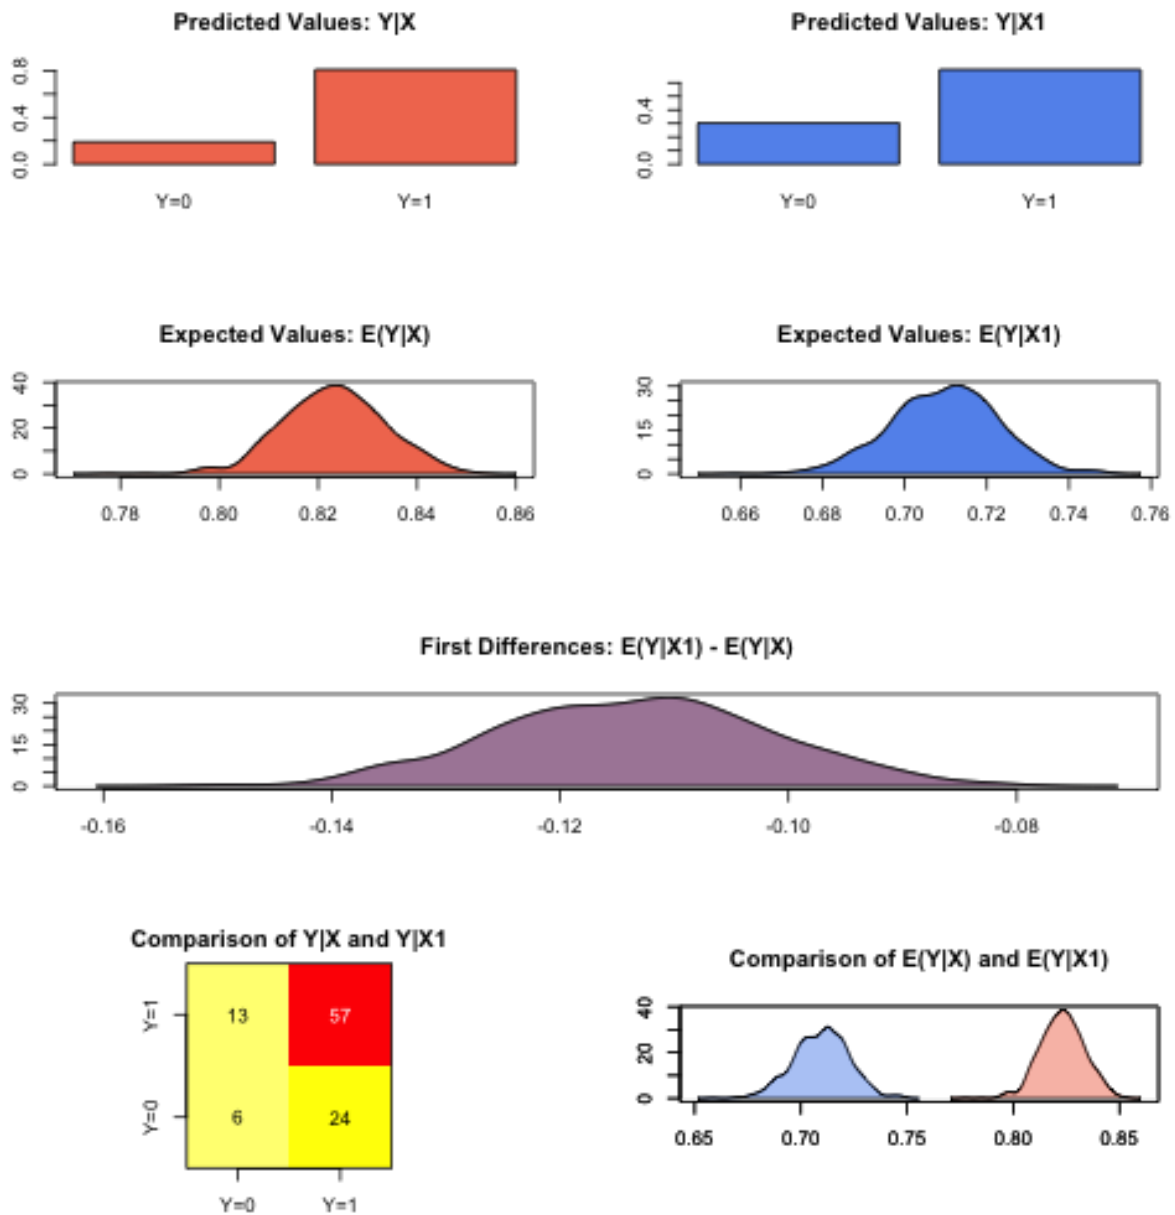 Predicted Values: Y|X
0.8
0.4
0.0
Y=0 Y=1
Predicted Values: Y|X1
0.4
0.0
Y=0 Y=1
Expected Values: E(Y|X)
40
20
0
0.78 0.80 0.82 0.84 0.86
Expected Values: E(Y|X1)
30
15
0
0.66 0.68 0.70 0.72 0.74 0.76
First Differences: E(Y|X1) - E(Y|X)
30
15
0
-0.16 -0.14 -0.12 -0.10 -0.08
Comparison of Y|X and Y|X1
Y=1 13 57
Y=0 6 24
Y=0 Y=1
Comparison of E(Y|X) and E(Y|X1)
40
20
0
0.65 0.70 0.75 0.80 0.85